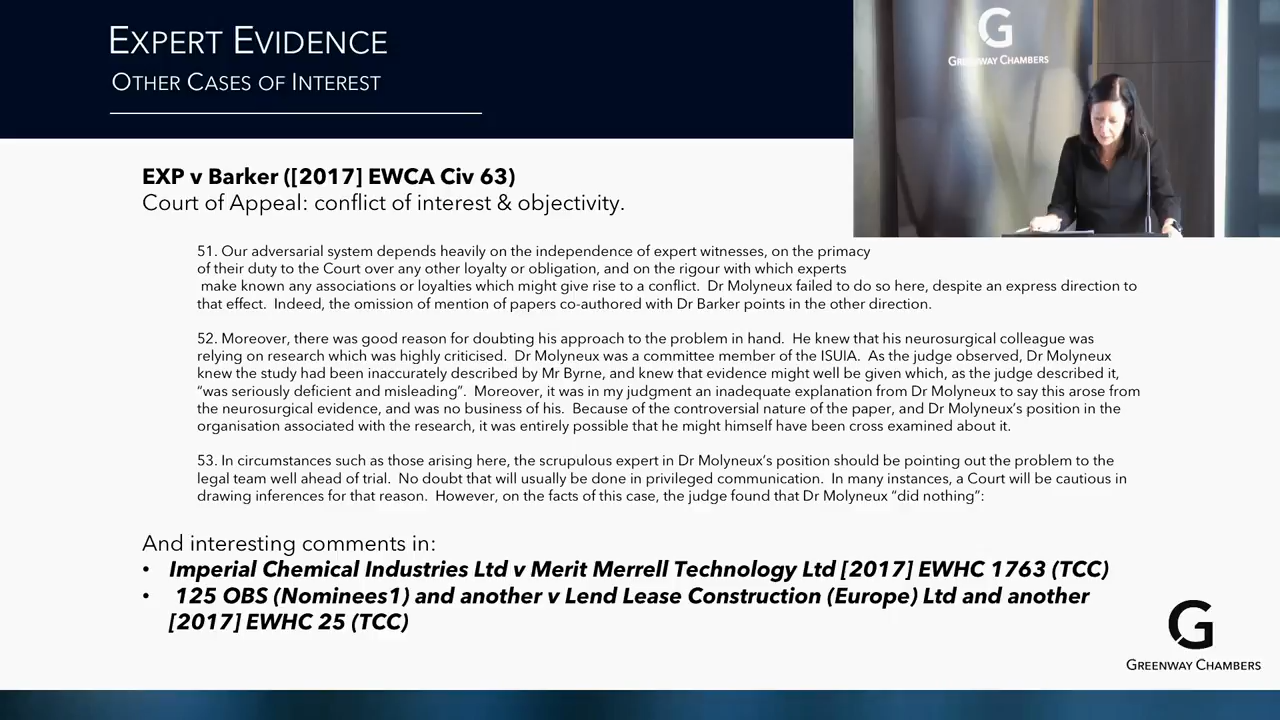 EXPERT EVIDENCE
OTHER CASES OF INTEREST
G
GREENWAY CHAMBERS
EXP v Barker ([2017] EWCA Civ 63)
Court of Appeal: conflict of interest & objectivity.
51. Our adversarial system depends heavily on the independence of expert witnesses, on the primacy
of their duty to the Court over any other loyalty or obligation, and on the rigour with which experts
make known any associations or loyalties which might give rise to a conflict. Dr Molyneux failed to do so here, despite an express direction to
that effect. Indeed, the omission of mention of papers co-authored with Dr Barker points in the other direction.
52. Moreover, there was good reason for doubting his approach to the problem in hand. He knew that his neurosurgical colleague was
relying on research which was highly criticised. Dr Molyneux was a committee member of the ISUIA. As the judge observed, Dr Molyneux
knew the study had been inaccurately described by Mr Byrne, and knew that evidence might well be given which, as the judge described it,
“was seriously deficient and misleading”. Moreover, it was in my judgment an inadequate explanation from Dr Molyneux to say this arose from
the neurosurgical evidence, and was no business of his. Because of the controversial nature of the paper, and Dr Molyneux’s position in the
organisation associated with the research, it was entirely possible that he might himself have been cross examined about it.
53. In circumstances such as those arising here, the scrupulous expert in Dr Molyneux’s position should be pointing out the problem to the
legal team well ahead of trial. No doubt that will usually be done in privileged communication. In many instances, a Court will be cautious in
drawing inferences for that reason. However, on the facts of this case, the judge found that Dr Molyneux “did nothing”:
And interesting comments in:
• Imperial Chemical Industries Ltd v Merit Merrell Technology Ltd [2017] EWHC 1763 (TCC)
• 125 OBS (Nominees1) and another v Lend Lease Construction (Europe) Ltd and another
[2017] EWHC 25 (TCC)
G
GREENWAY CHAMBERS